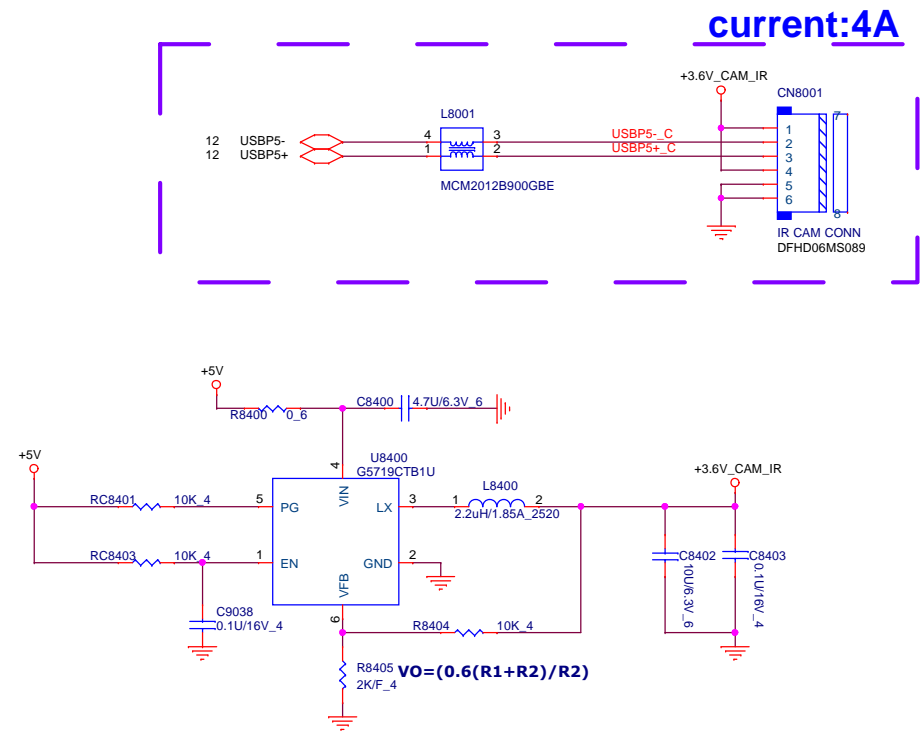 current:4A
+3.6V_CAM_IR
CN8001
L8001
12 USBP5- 4 3 USBP5-_C
12 USBP5+ 1 2 USBP5+_C
MCM2012B900GBE
7
1
2
3
4
5
6
8
IR CAM CONN
DFHD06MS089
+5V
R8400 0_6
C8400 4.7U/6.3V_6
+5V
U8400
G5719CTB1U
4
VIN
RC8401 10K_4 5 PG
LX 3
L8400
1 2
2.2uH/1.85A_2520
+3.6V_CAM_IR
RC8403 10K_4 1 EN
GND 2
VFB
6
C9038
0.1U/16V_4
R8404 10K_4
C8402
10U/6.3V_6
C8403
0.1U/16V_4
R8405
2K/F_4
VO=(0.6(R1+R2)/R2)